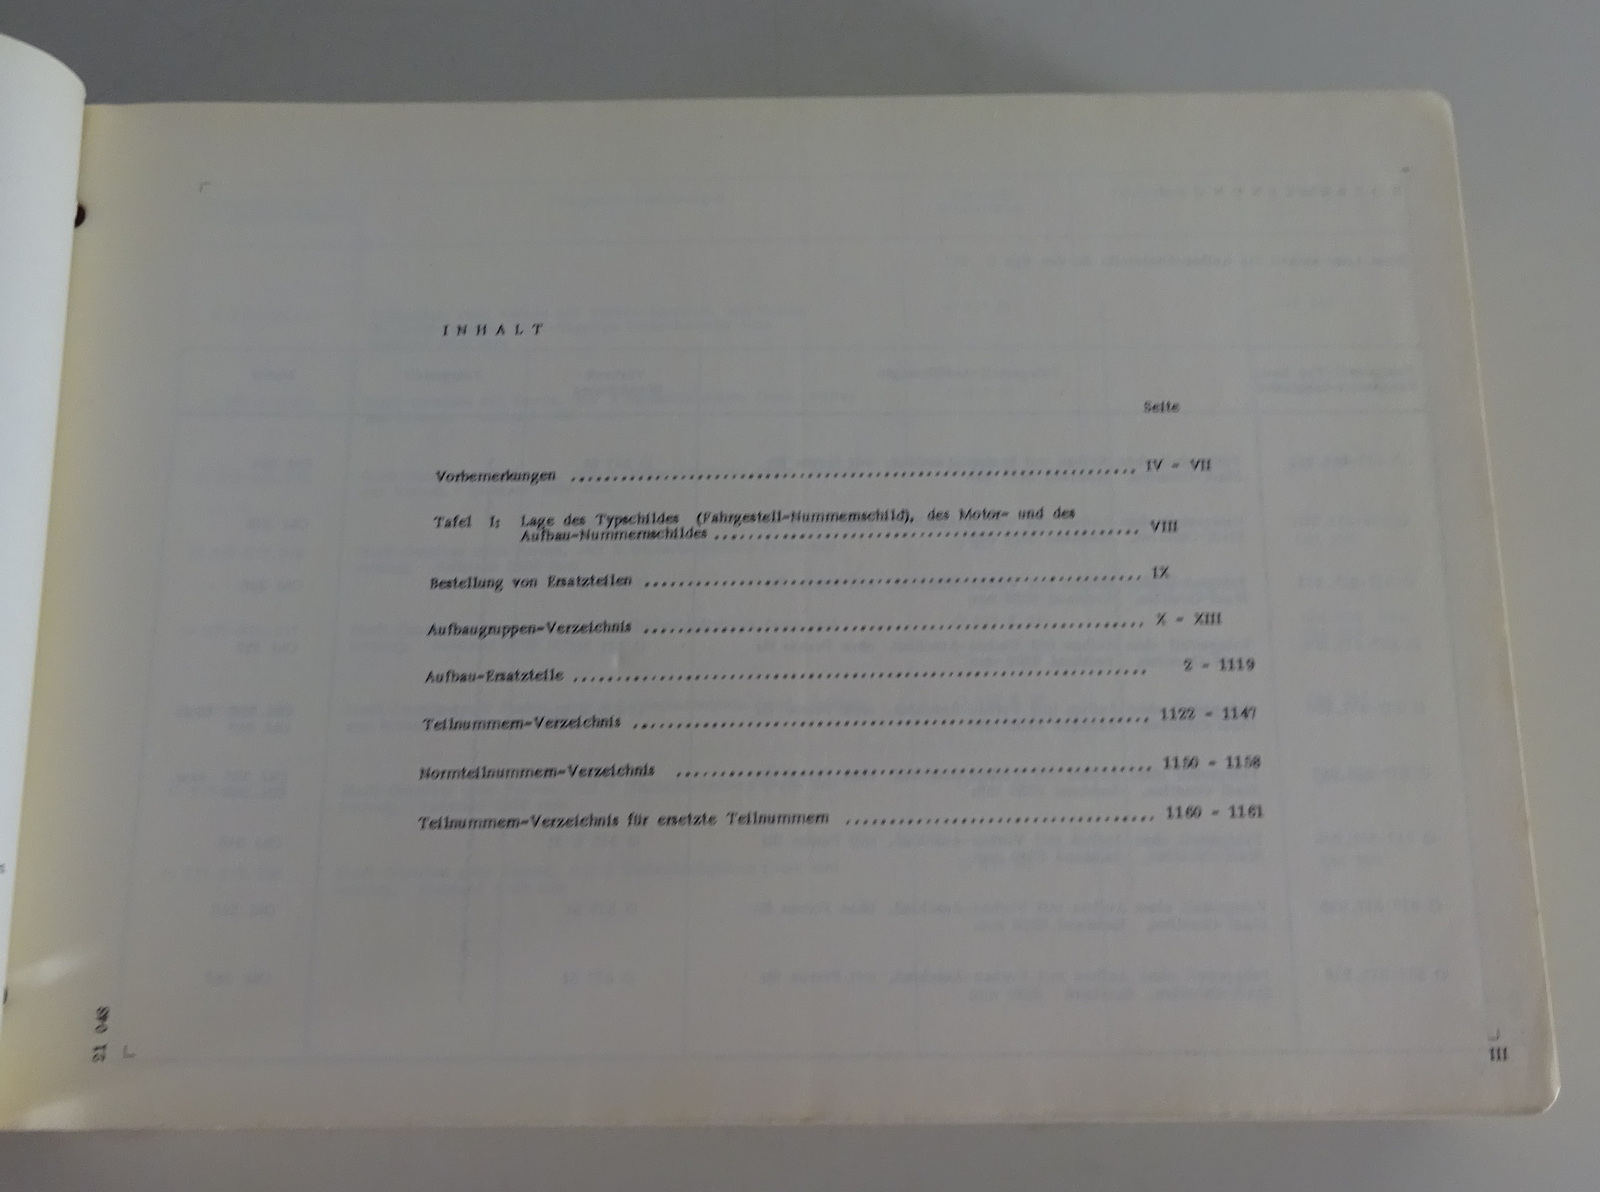 INHALT
Seite
Vorbemerkungen ........ IV - VII
Tafel I: Lage des Typschildes (Fahrgestell-Nummernschild), des Motor- und des
Aufbau-Nummernschildes ........ VIII
Bestellung von Ersatzteilen ........ IX
Aufbaugruppen-Verzeichnis ........ X - XIII
Aufbau-Ersatzteile ........ 2 - 1119
Teilnummern-Verzeichnis ........ 1122 - 1147
Normteilnummern-Verzeichnis ........ 1150 - 1158
Teilnummern-Verzeichnis für ersetzte Teilnummern ........ 1160 - 1161
21 048
III